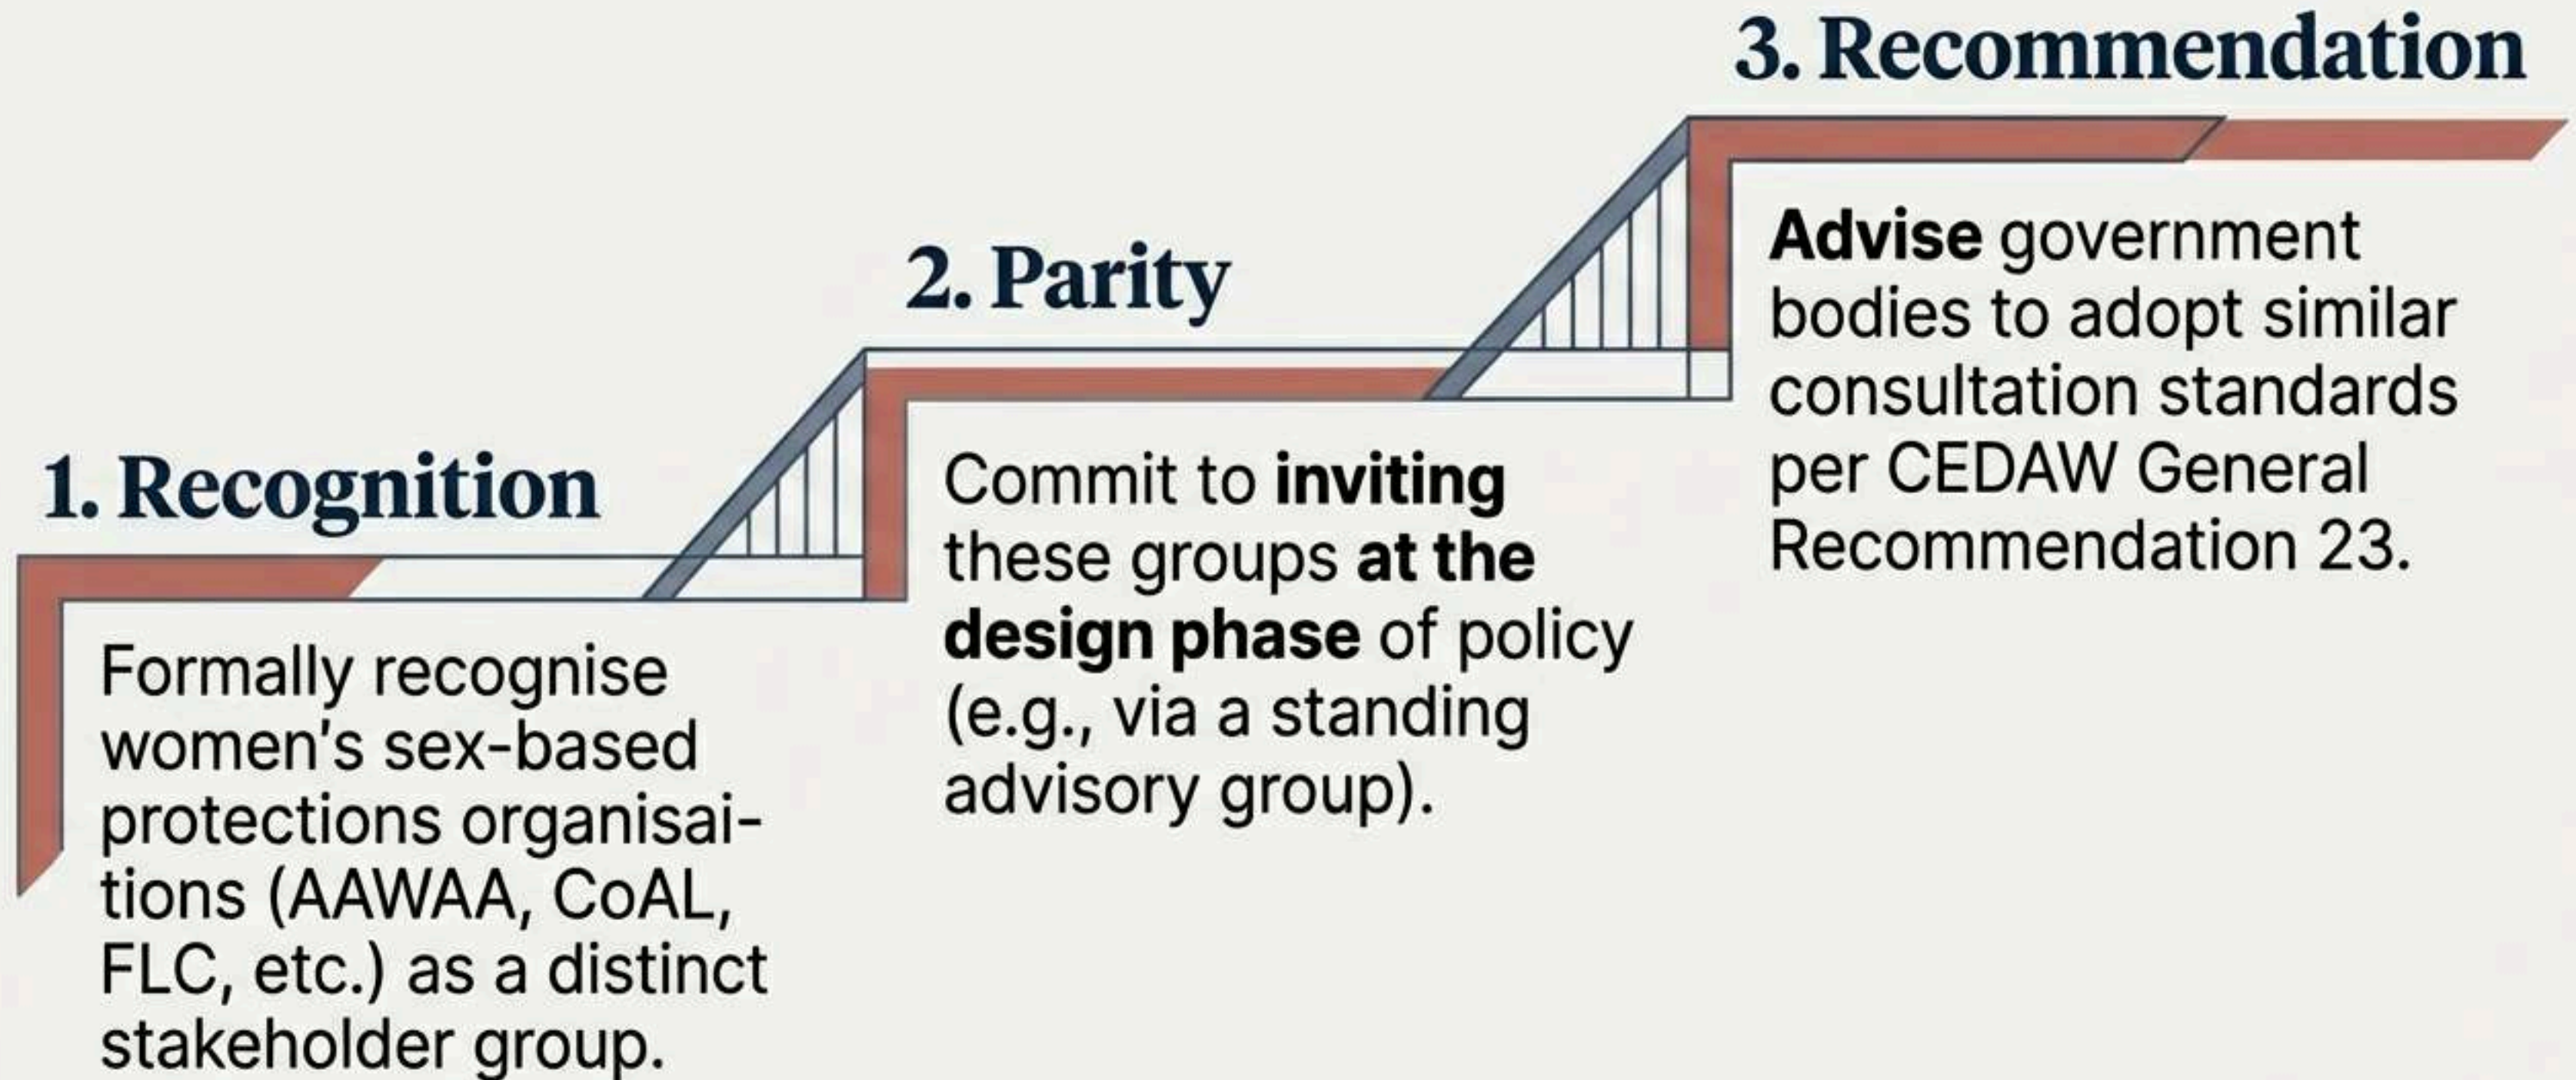 1. Recognition
Formally recognise
women's sex-based
protections organisai-
tions (AAWAA, CoAL,
FLC, etc.) as a distinct
stakeholder group.
2. Parity
Commit to inviting
these groups at the
design phase of policy
(e.g., via a standing
advisory group).
3. Recommendation
Advise government
bodies to adopt similar
consultation standards
per CEDAW General
Recommendation 23.